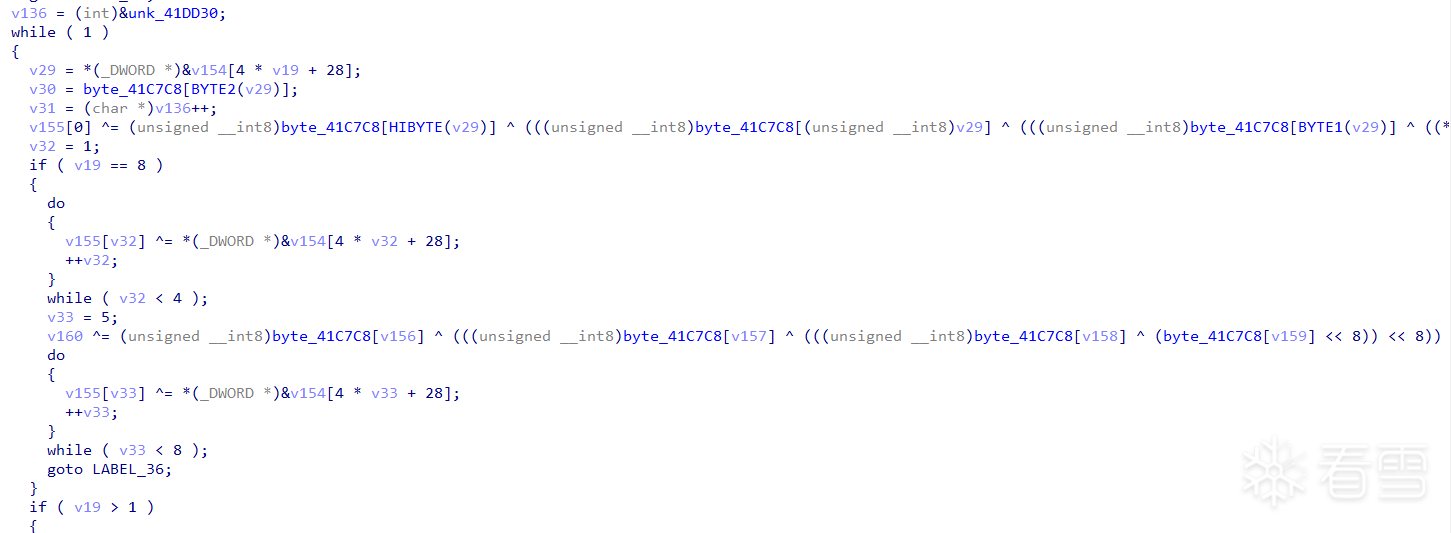 v136 = (int)&unk_41DD30;
while ( 1 )
{
v29 = *(_DWORD *)&v154[4 * v19 + 28];
v30 = byte_41C7C8[BYTE2(v29)];
v31 = (char *)v136++;
v155[0] ^= (unsigned __int8)byte_41C7C8[HIBYTE(v29)] ^ (((unsigned __int8)byte_41C7C8[(unsigned __int8)v29] ^ (((unsigned __int8)byte_41C7C8[BYTE1(v29)] ^ ((*
v32 = 1;
if ( v19 == 8 )
{
do
{
v155[v32] ^= *(_DWORD *)&v154[4 * v32 + 28];
++v32;
}
while ( v32 < 4 );
v33 = 5;
v160 ^= (unsigned __int8)byte_41C7C8[v156] ^ (((unsigned __int8)byte_41C7C8[v157] ^ (((unsigned __int8)byte_41C7C8[v158] ^ (byte_41C7C8[v159] << 8)) << 8))
do
{
v155[v33] ^= *(_DWORD *)&v154[4 * v33 + 28];
++v33;
}
while ( v33 < 8 );
goto LABEL_36;
}
if ( v19 > 1 )
{
看雪